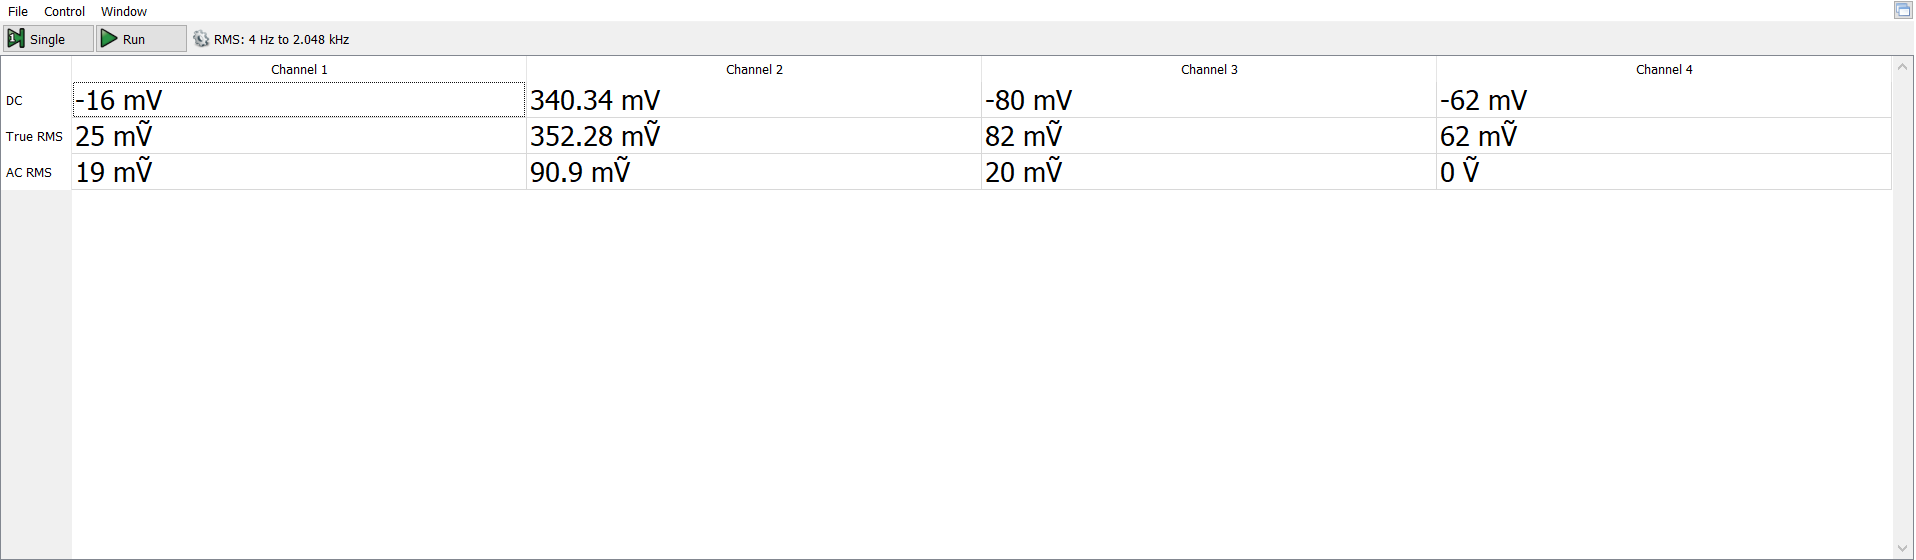 File Control Window
Single Run RMS: 4 Hz to 2.048 kHz
Channel 1 Channel 2 Channel 3 Channel 4
DC -16 mV 340.34 mV -80 mV -62 mV
True RMS 25 mṼ 352.28 mṼ 82 mṼ 62 mṼ
AC RMS 19 mṼ 90.9 mṼ 20 mṼ 0 Ṽ